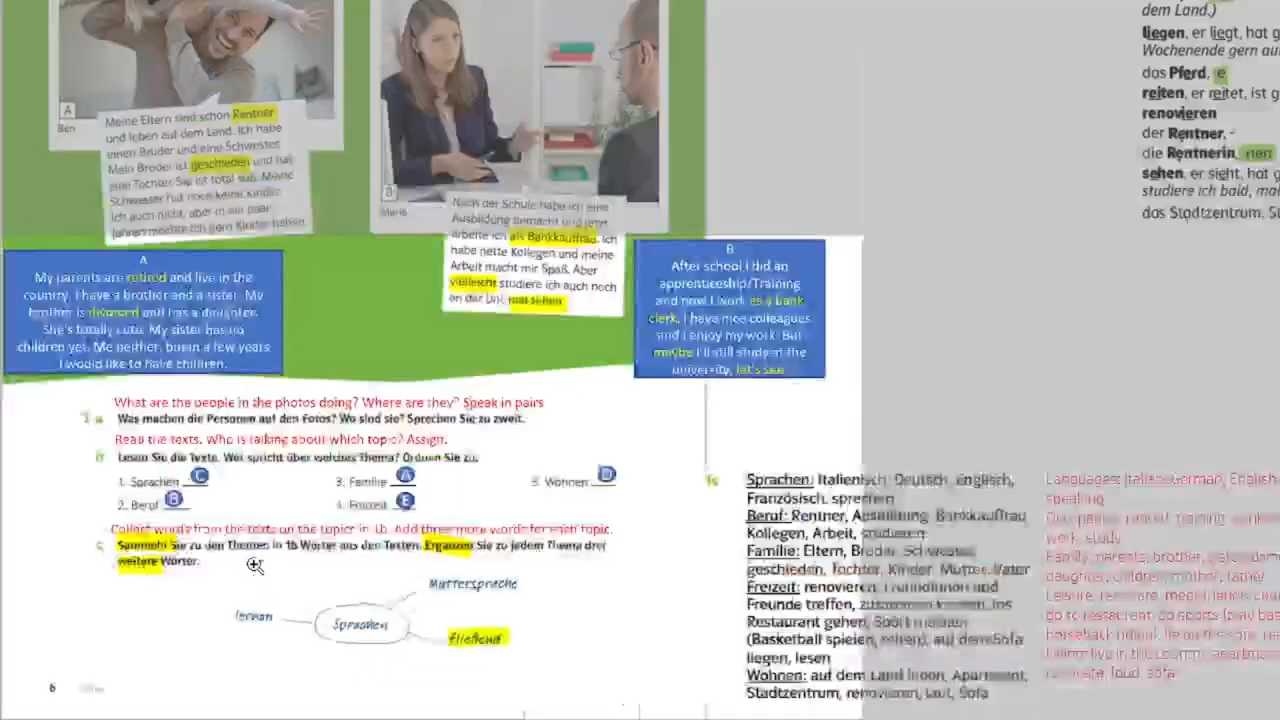 A
Ben
Meine Eltern sind schon Rentner
und leben auf dem Land. Ich habe
einen Bruder und eine Schwester.
Mein Bruder ist geschieden und hat
eine Tochter. Sie ist total süß. Meine
Schwester hat noch keine Kinder.
Ich auch nicht, aber in ein paar
Jahren möchte ich gern Kinder haben.
B
Maria
Nach der Schule habe ich eine
Ausbildung gemacht und jetzt
arbeite ich als Bankkauffrau. Ich
habe nette Kollegen und meine
Arbeit macht mir Spaß. Aber
vielleicht studiere ich auch noch
an der Uni, mal sehen.
dem Land.)
liegen, er liegt, hat g
Wochenende gern au
das Pferd, e
reiten, er reitet, ist g
renovieren
der Rentner, -
die Rentnerin, nen
sehen, er sieht, hat g
studiere ich bald, ma
das Stadtzentrum, S
A
My parents are retired and live in the
country. I have a brother and a sister. My
brother is divorced and has a daughter.
She's totally cute. My sister has no
children yet. Me neither, but in a few years
I would like to have children.
B
After school I did an
apprenticeship/Training
and now I work as a bank
clerk. I have nice colleagues
and I enjoy my work. But
maybe I'll still study at the
university, let's see
What are the people in the photos doing? Where are they? Speak in pairs
1 a Was machen die Personen auf den Fotos? Wo sind sie? Sprechen Sie zu zweit.
Read the texts. Who is talking about which topic? Assign.
b Lesen Sie die Texte. Wer spricht über welches Thema? Ordnen Sie zu.
1. Sprachen C 3. Familie A 5. Wohnen D
2. Beruf B 4. Freizeit E
Collect words from the texts on the topics in 1b. Add three more words for each topic.
c Sammeln Sie zu den Themen in 1b Wörter aus den Texten. Ergänzen Sie zu jedem Thema drei
weitere Wörter.
Muttersprache
lernen
Sprachen
fließend
6
1c
Sprachen: Italienisch, Deutsch, Englisch,
Französisch, sprechen
Beruf: Rentner, Ausbildung, Bankkauffrau,
Kollegen, Arbeit, studieren
Familie: Eltern, Bruder, Schwester,
geschieden, Tochter, Kinder, Mutter, Vater
Freizeit: renovieren, Freundinnen und
Freunde treffen, zusammen kochen, ins
Restaurant gehen, Sport machen
(Basketball spielen, reiten), auf dem Sofa
liegen, lesen
Wohnen: auf dem Land, Apartment,
Stadtzentrum, renovieren, laut, Sofa
Languages: Italian, German, English
speaking
work, study
Family: parents, brother, sister,
daughter, children, mother, father